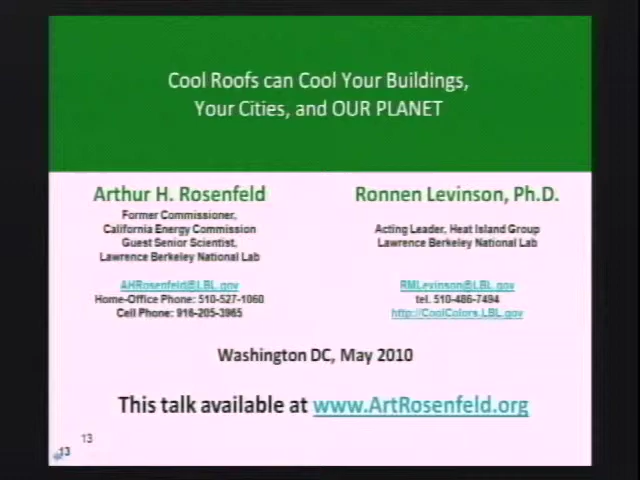 Cool Roofs can Cool Your Buildings,
Your Cities, and OUR PLANET
Arthur H. Rosenfeld
Former Commissioner,
California Energy Commission
Guest Senior Scientist,
Lawrence Berkeley National Lab
AHRosenfeld@LBL.gov
Home-Office Phone: 510-527-1060
Cell Phone: 916-205-3965
Ronnen Levinson, Ph.D.
Acting Leader, Heat Island Group
Lawrence Berkeley National Lab
RMLevinson@LBL.gov
tel. 510-486-7494
http://CoolColors.LBL.gov
Washington DC, May 2010
This talk available at www.ArtRosenfeld.org
13
13